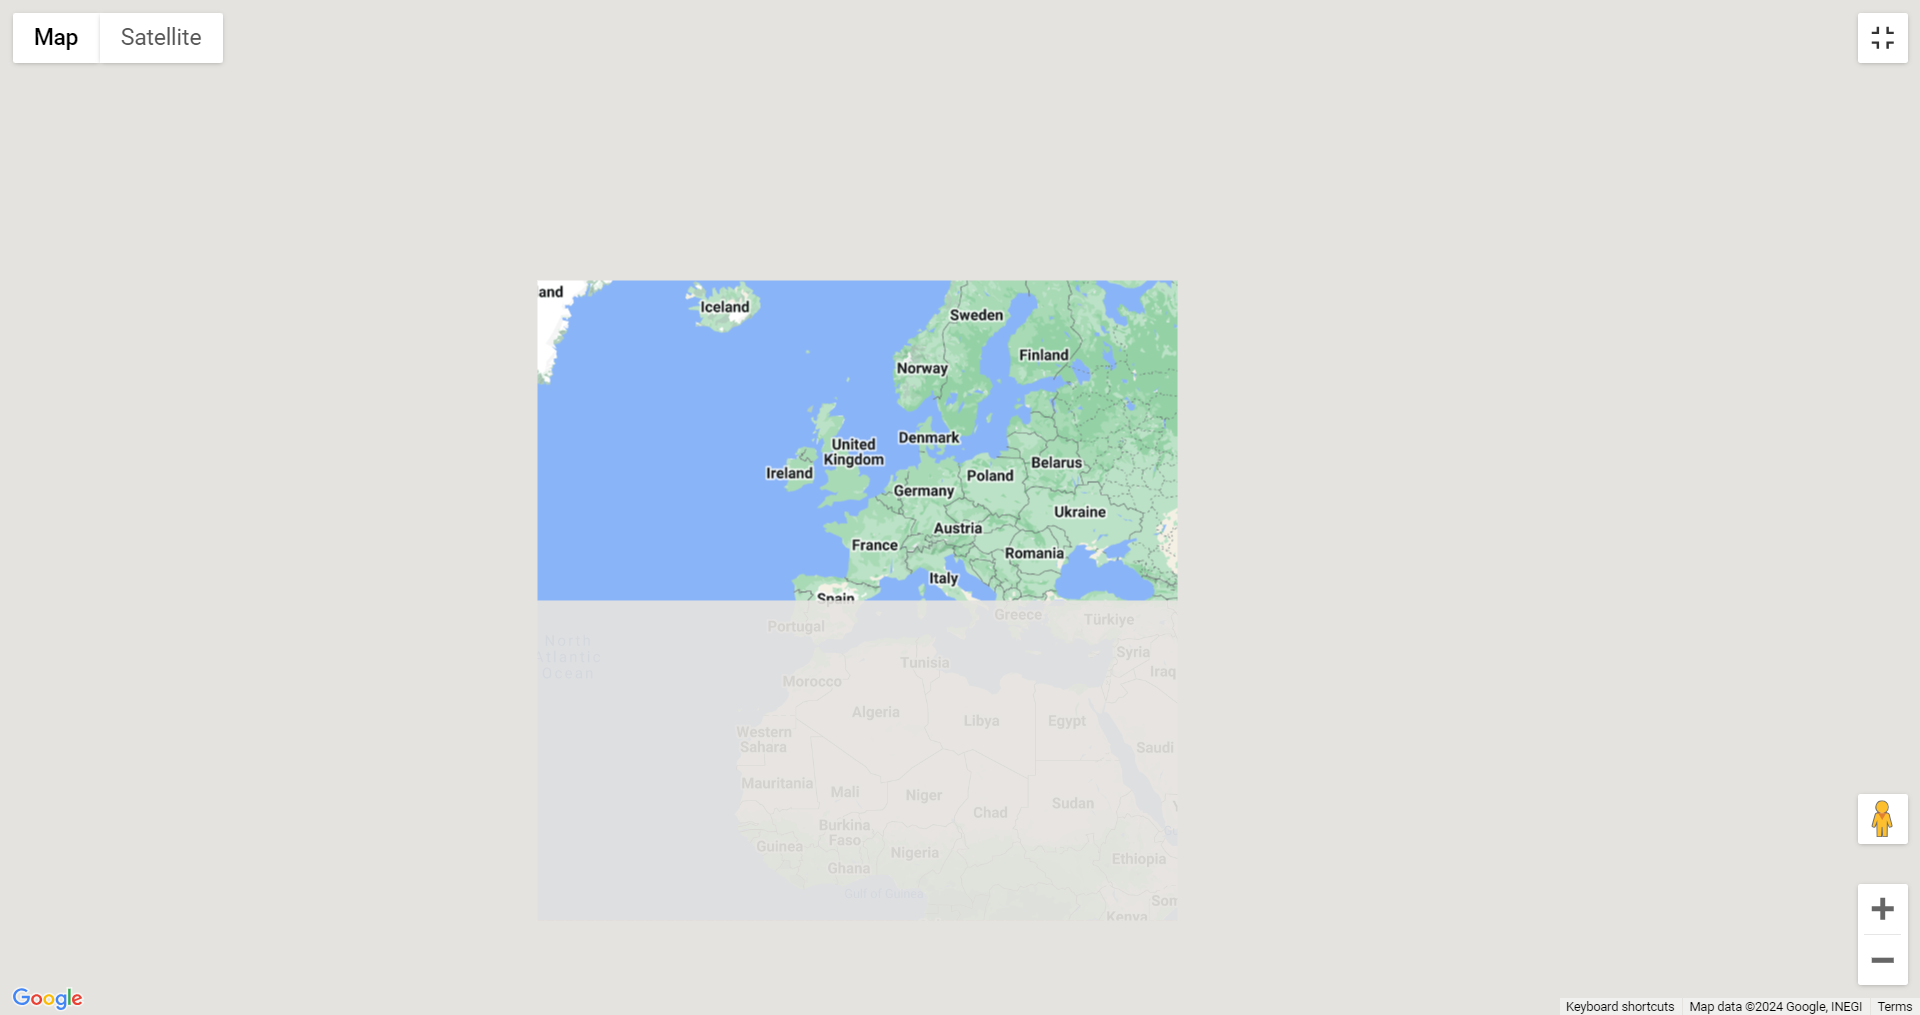 Map
Satellite
and
Iceland
Sweden
Finland
Norway
Denmark
United
Kingdom
Ireland
Belarus
Poland
Germany
Ukraine
Austria
France
Romania
Italy
Spain
Greece
Türkiye
Portugal
North
Atlantic
Ocean
Syria
Tunisia
Iraq
Morocco
Algeria
Libya
Egypt
Western
Sahara
Saudi
Mauritania
Mali
Niger
Chad
Sudan
Burkina
Faso
Guinea
Nigeria
Ethiopia
Ghana
Gulf of Guinea
Som
Kenya
Google
Keyboard shortcuts
Map data ©2024 Google, INEGI
Terms